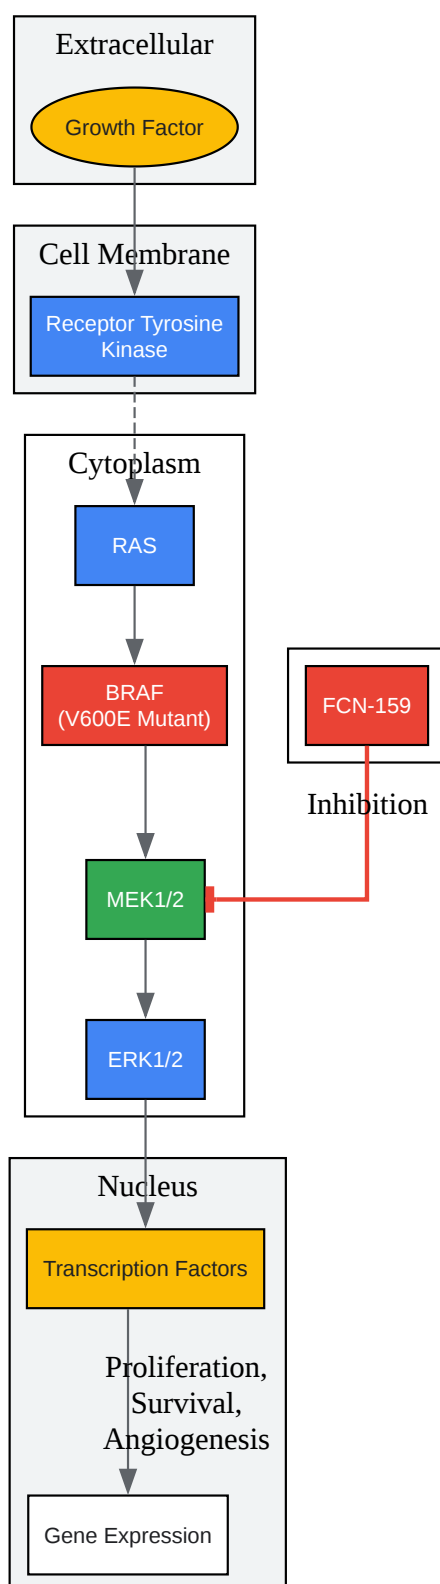 Extracellular
Growth Factor
Cell Membrane
Receptor Tyrosine
Kinase
Cytoplasm
RAS
BRAF
(V600E Mutant)
FCN-159
Inhibition
MEK1/2
ERK1/2
Nucleus
Transcription Factors
Proliferation,
Survival,
Angiogenesis
Gene Expression